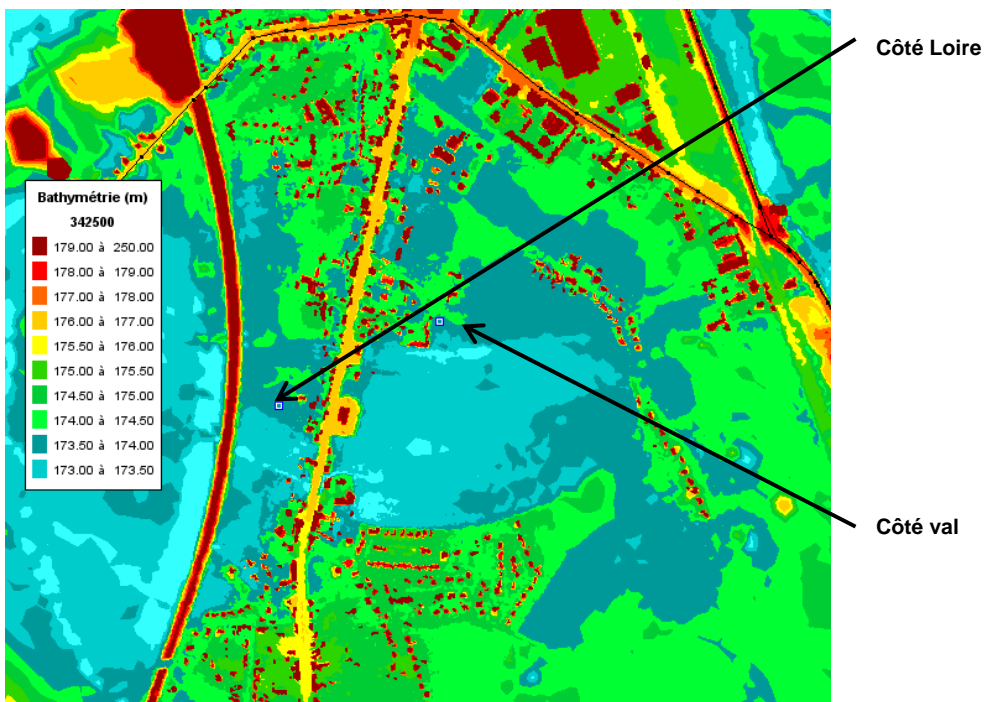 Côté Loire
Bathymétrie (m)
342500
179.00 à 250.00
178.00 à 179.00
177.00 à 178.00
176.00 à 177.00
175.50 à 176.00
175.00 à 175.50
174.50 à 175.00
174.00 à 174.50
173.50 à 174.00
173.00 à 173.50
Côté val